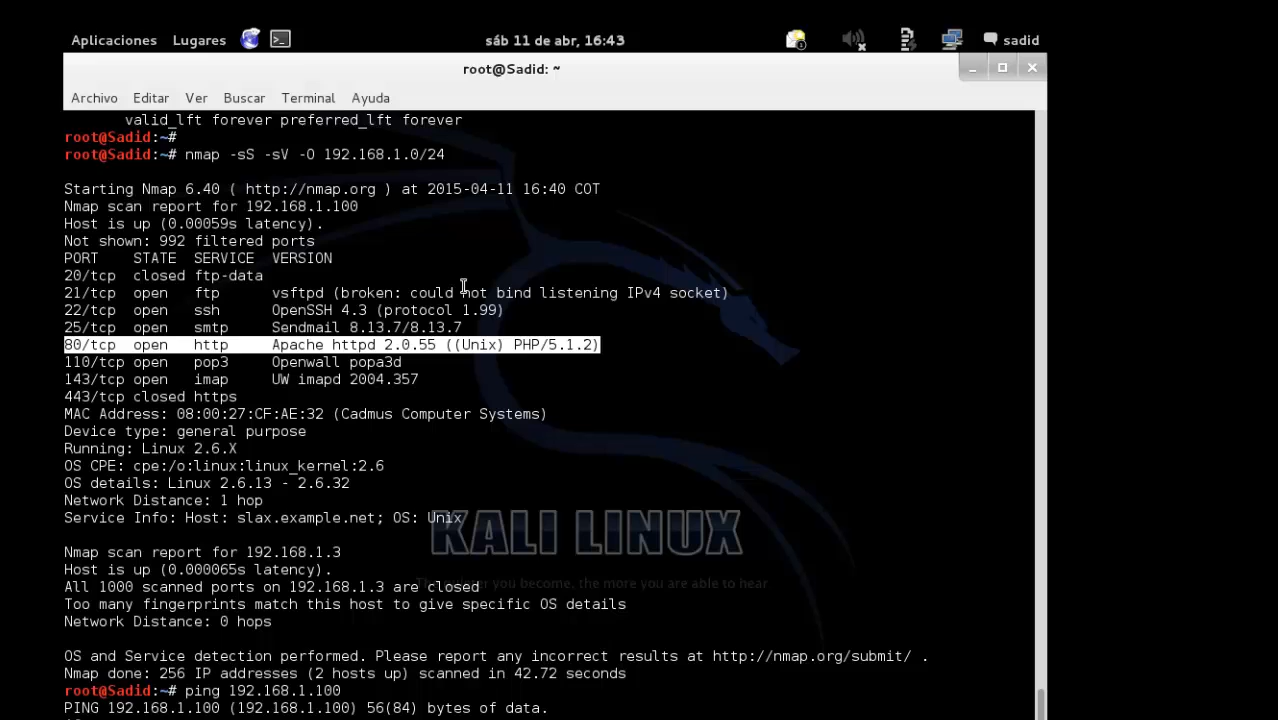 Aplicaciones Lugares sáb 11 de abr, 16:43 sadid
root@Sadid: ~
Archivo Editar Ver Buscar Terminal Ayuda
valid_lft forever preferred_lft forever
root@Sadid:~#
root@Sadid:~# nmap -sS -sV -O 192.168.1.0/24
Starting Nmap 6.40 ( http://nmap.org ) at 2015-04-11 16:40 COT
Nmap scan report for 192.168.1.100
Host is up (0.00059s latency).
Not shown: 992 filtered ports
PORT STATE SERVICE VERSION
20/tcp closed ftp-data
21/tcp open ftp vsftpd (broken: could not bind listening IPv4 socket)
22/tcp open ssh OpenSSH 4.3 (protocol 1.99)
25/tcp open smtp Sendmail 8.13.7/8.13.7
80/tcp open http Apache httpd 2.0.55 ((Unix) PHP/5.1.2)
110/tcp open pop3 Openwall popa3d
143/tcp open imap UW imapd 2004.357
443/tcp closed https
MAC Address: 08:00:27:CF:AE:32 (Cadmus Computer Systems)
Device type: general purpose
Running: Linux 2.6.X
OS CPE: cpe:/o:linux:linux_kernel:2.6
OS details: Linux 2.6.13 - 2.6.32
Network Distance: 1 hop
Service Info: Host: slax.example.net; OS: Unix
KALI LINUX
Nmap scan report for 192.168.1.3
Host is up (0.000065s latency).
All 1000 scanned ports on 192.168.1.3 are closed
you become, the more you are able to hear
Too many fingerprints match this host to give specific OS details
Network Distance: 0 hops
OS and Service detection performed. Please report any incorrect results at http://nmap.org/submit/ .
Nmap done: 256 IP addresses (2 hosts up) scanned in 42.72 seconds
root@Sadid:~# ping 192.168.1.100
PING 192.168.1.100 (192.168.1.100) 56(84) bytes of data.